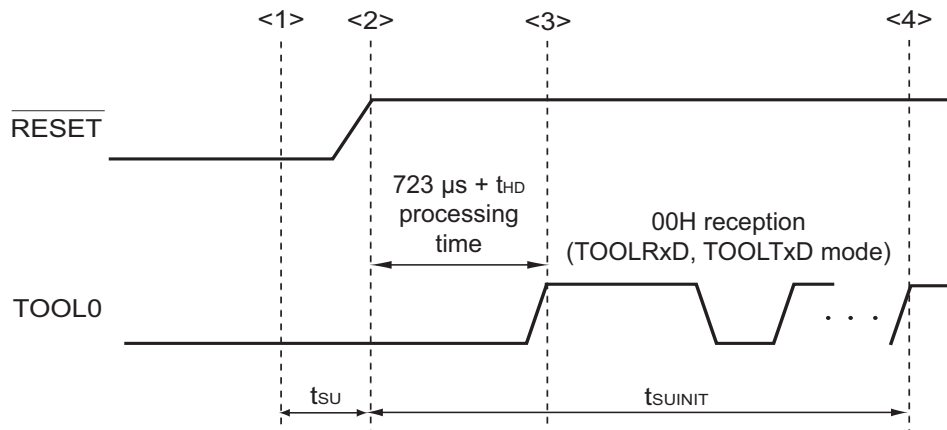 <1> <2> <3> <4>
RESET
723 µs + tHD
processing
time
00H reception
(TOOLRxD, TOOLTxD mode)
TOOL0
. . .
tSU
tSUINIT